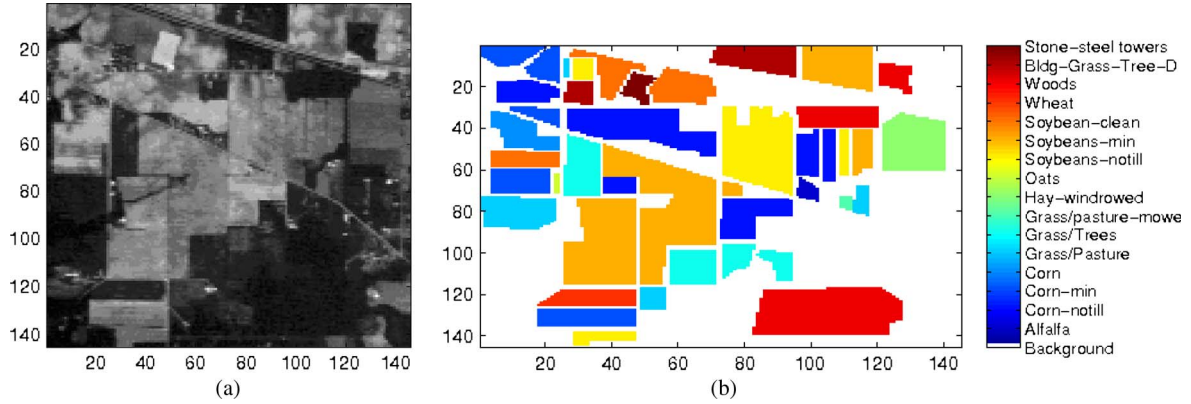 20
40
60
80
100
120
140
20 40 60 80 100 120 140
(a)
0
20
40
60
80
100
120
140
0 20 40 60 80 100 120 140
(b)
Stone-steel towers
Bldg-Grass-Tree-D
Woods
Wheat
Soybean-clean
Soybeans-min
Soybeans-notill
Oats
Hay-windrowed
Grass/pasture-mowe
Grass/Trees
Grass/Pasture
Corn
Corn-min
Corn-notill
Alfalfa
Background